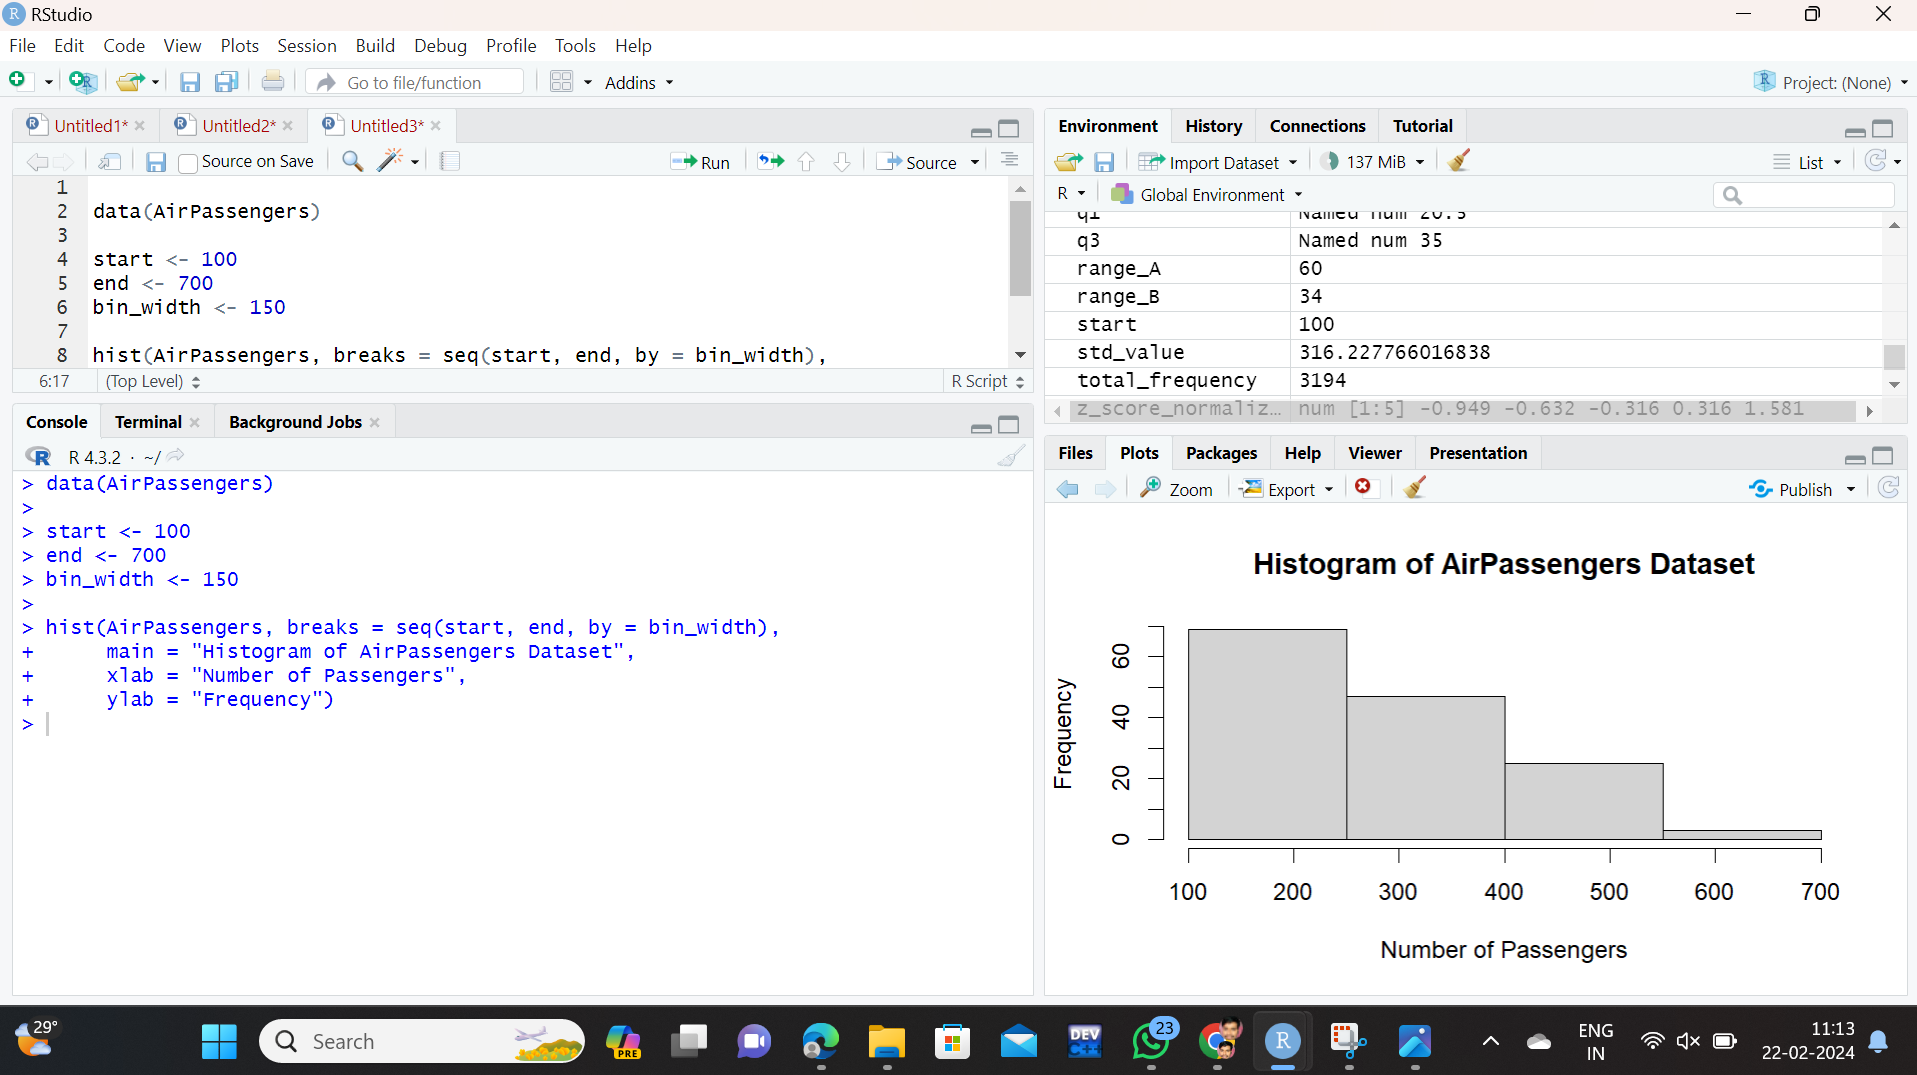 RStudio
File Edit Code View Plots Session Build Debug Profile Tools Help
Go to file/function Addins Project: (None)
Untitled1* Untitled2* Untitled3*
Source on Save Run Source
1
2 data(AirPassengers)
3
4 start <- 100
5 end <- 700
6 bin_width <- 150
7
8 hist(AirPassengers, breaks = seq(start, end, by = bin_width),
6:17 (Top Level) R Script
Console Terminal Background Jobs
R 4.3.2 · ~/
> data(AirPassengers)
>
> start <- 100
> end <- 700
> bin_width <- 150
>
> hist(AirPassengers, breaks = seq(start, end, by = bin_width),
+ main = "Histogram of AirPassengers Dataset",
+ xlab = "Number of Passengers",
+ ylab = "Frequency")
>
Environment History Connections Tutorial
Import Dataset 137 MiB List
R Global Environment
q1 Named num 20.5
q3 Named num 35
range_A 60
range_B 34
start 100
std_value 316.227766016838
total_frequency 3194
z_score_normaliz… num [1:5] -0.949 -0.632 -0.316 0.316 1.581
Files Plots Packages Help Viewer Presentation
Zoom Export Publish
Histogram of AirPassengers Dataset
Frequency
60
40
20
0
100 200 300 400 500 600 700
Number of Passengers
29° Search PRE DEV C++ 23 R ENG IN 11:13
22-02-2024